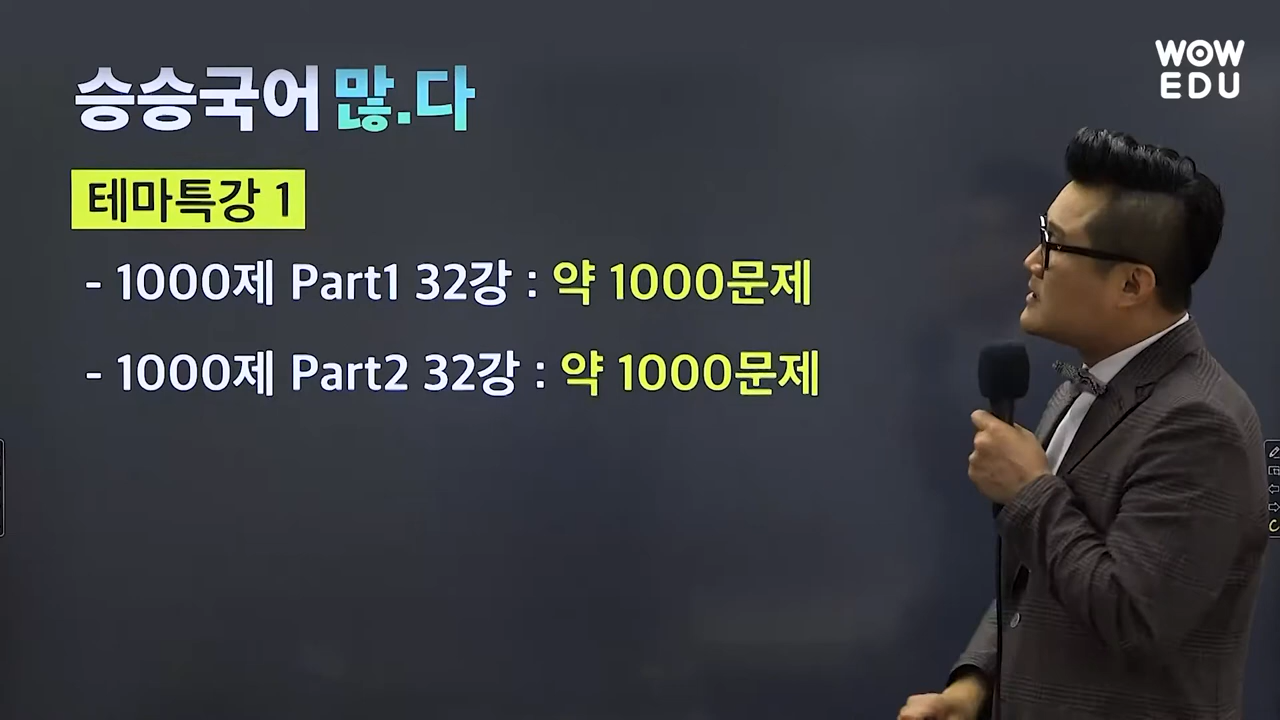 승승국어 많.다
WOW
EDU
테마특강 1
- 1000제 Part1 32강 : 약 1000문제
- 1000제 Part2 32강 : 약 1000문제